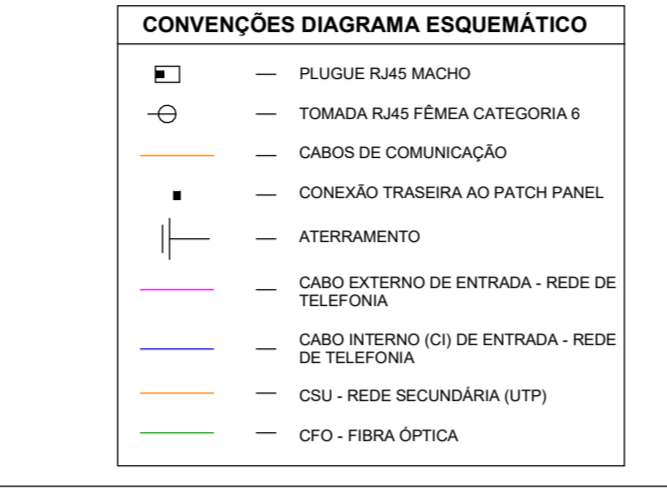 CONVENÇÕES DIAGRAMA ESQUEMÁTICO
PLUGUE RJ45 MACHO
TOMADA RJ45 FÊMEA CATEGORIA 6
CABOS DE COMUNICAÇÃO
CONEXÃO TRASEIRA AO PATCH PANEL
ATERRAMENTO
CABO EXTERNO DE ENTRADA - REDE DE
TELEFONIA
CABO INTERNO (CI) DE ENTRADA - REDE
DE TELEFONIA
CSU - REDE SECUNDÁRIA (UTP)
CFO - FIBRA ÓPTICA